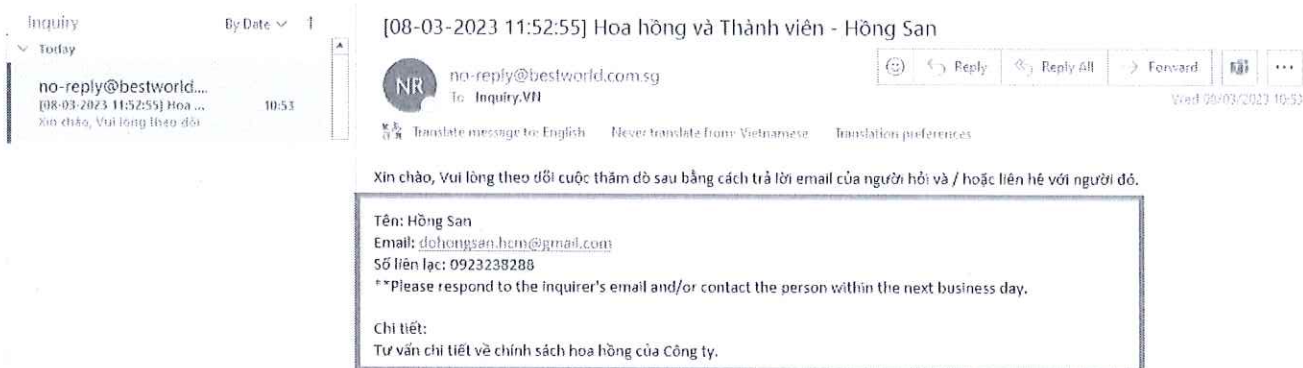 Inquiry
By Date
Today
no-reply@bestworld....
[08-03-2023 11:52:55] Hoa ...
10:53
Xin chào, Vui lòng theo dõi
[08-03-2023 11:52:55] Hoa hồng và Thành viên - Hồng San
NR
no-reply@bestworld.com.sg
To Inquiry.VN
Reply
Reply All
Forward
...
Wed 08/03/2023 10:53
Translate message to: English
Never translate from: Vietnamese
Translation preferences
Xin chào, Vui lòng theo dõi cuộc thăm dò sau bằng cách trả lời email của người hỏi và / hoặc liên hệ với người đó.
Tên: Hồng San
Email: dohongsan.hcm@gmail.com
Số liên lạc: 0923238288
**Please respond to the inquirer's email and/or contact the person within the next business day.
Chi tiết:
Tư vấn chi tiết về chính sách hoa hồng của Công ty.